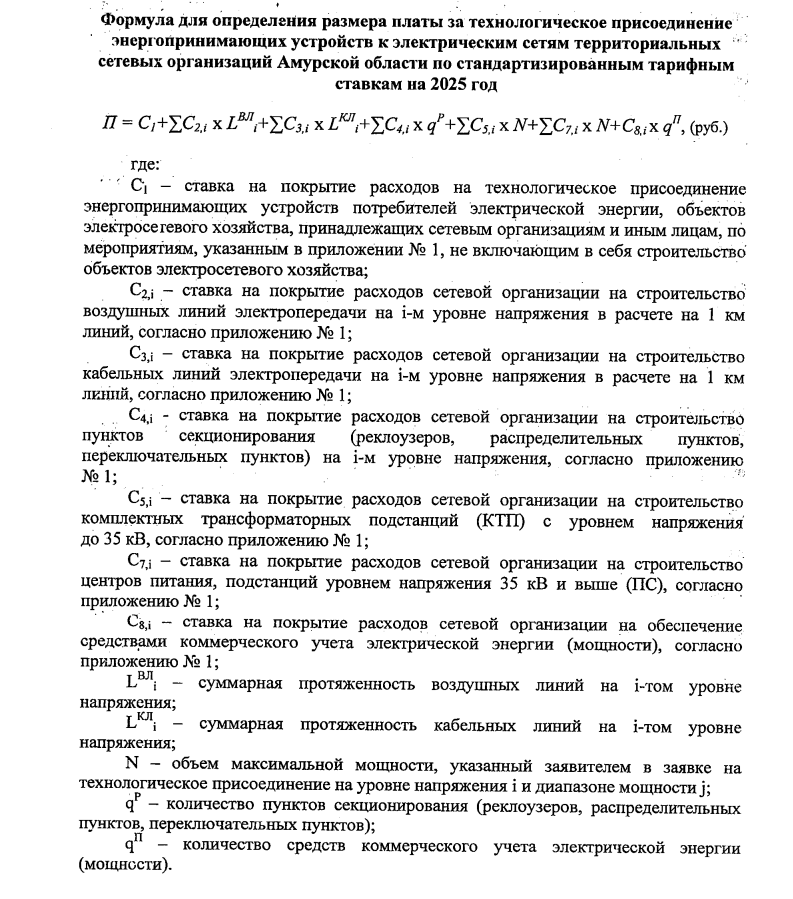 Формула для определения размера платы за технологическое присоединение
энергопринимающих устройств к электрическим сетям территориальных
сетевых организаций Амурской области по стандартизированным тарифным
ставкам на 2025 год
П = C₁+∑C₂,ᵢ х Lᴮᴸᵢ+∑C₃,ᵢ х Lᴷᴸᵢ+∑C₄,ᵢ х qᴾ+∑C₅,ᵢ х N+∑C₇,ᵢ х N+C₈,ᵢ х qᴨ, (руб.)
где:
C₁ – ставка на покрытие расходов на технологическое присоединение
энергопринимающих устройств потребителей электрической энергии, объектов
электросетевого хозяйства, принадлежащих сетевым организациям и иным лицам, по
мероприятиям, указанным в приложении № 1, не включающим в себя строительство
объектов электросетевого хозяйства;
C₂,ᵢ – ставка на покрытие расходов сетевой организации на строительство
воздушных линий электропередачи на i-м уровне напряжения в расчете на 1 км
линий, согласно приложению № 1;
C₃,ᵢ – ставка на покрытие расходов сетевой организации на строительство
кабельных линий электропередачи на i-м уровне напряжения в расчете на 1 км
линий, согласно приложению № 1;
C₄,ᵢ - ставка на покрытие расходов сетевой организации на строительство
пунктов секционирования (реклоузеров, распределительных пунктов,
переключательных пунктов) на i-м уровне напряжения, согласно приложению
№ 1;
C₅,ᵢ – ставка на покрытие расходов сетевой организации на строительство
комплектных трансформаторных подстанций (КТП) с уровнем напряжения
до 35 кВ, согласно приложению № 1;
C₇,ᵢ – ставка на покрытие расходов сетевой организации на строительство
центров питания, подстанций уровнем напряжения 35 кВ и выше (ПС), согласно
приложению № 1;
C₈,ᵢ – ставка на покрытие расходов сетевой организации на обеспечение
средствами коммерческого учета электрической энергии (мощности), согласно
приложению № 1;
Lᴮᴸᵢ – суммарная протяженность воздушных линий на i-том уровне
напряжения;
Lᴷᴸᵢ – суммарная протяженность кабельных линий на i-том уровне
напряжения;
N – объем максимальной мощности, указанный заявителем в заявке на
технологическое присоединение на уровне напряжения i и диапазоне мощности j;
qᴾ – количество пунктов секционирования (реклоузеров, распределительных
пунктов, переключательных пунктов);
qᴨ – количество средств коммерческого учета электрической энергии
(мощности).